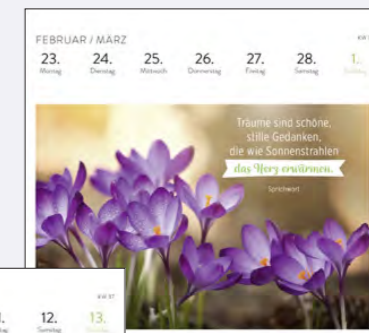 FEBRUAR / MÄRZ
23. 24. 25. 26. 27. 28. 1.
Montag Dienstag Mittwoch Donnerstag Freitag Samstag
Träume sind schöne,
stille Gedanken,
die wie Sonnenstrahlen
das Herz erwärmen.
Sprichwort
12. 13.
Samstag